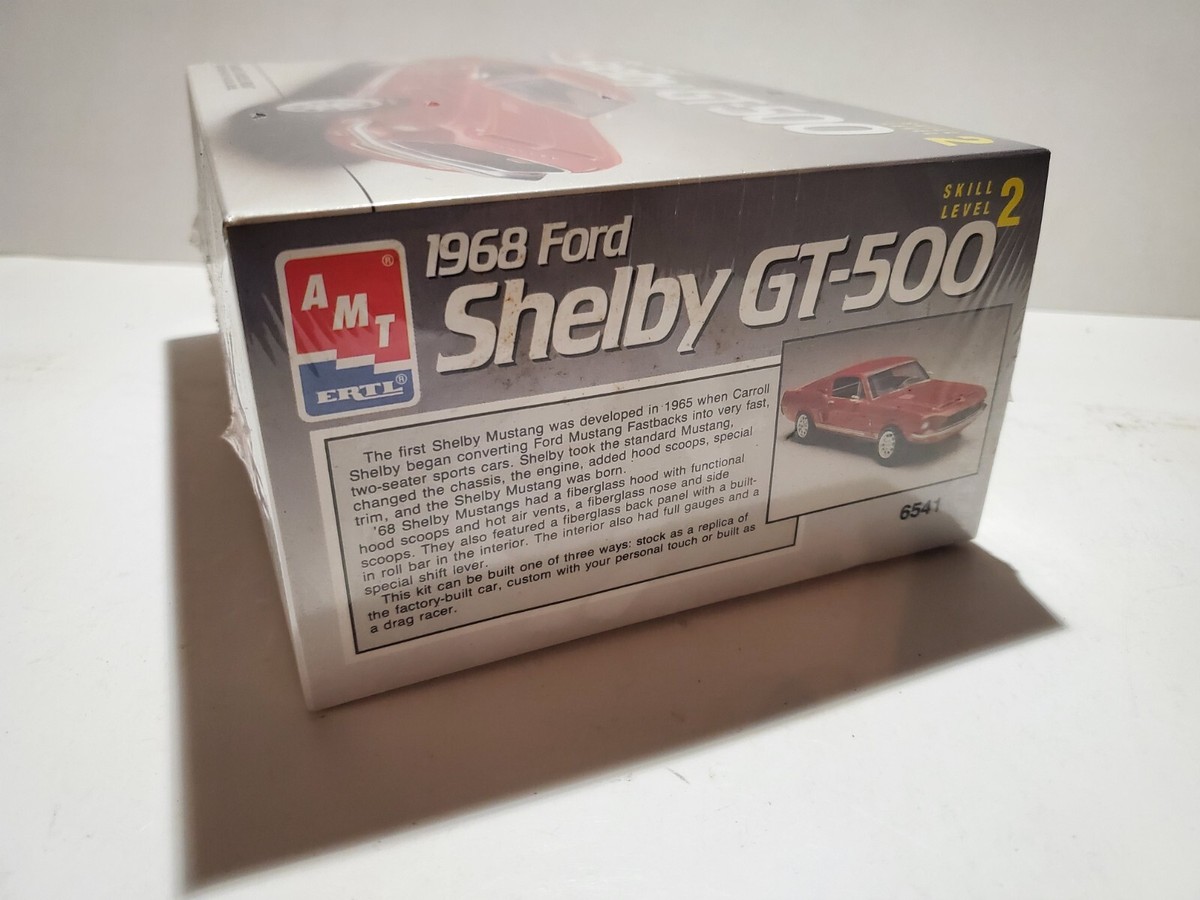 GT-500
2
SKILL
LEVEL 2
AMT®
ERTL®
1968 Ford
Shelby GT-500
The first Shelby Mustang was developed in 1965 when Carroll
Shelby began converting Ford Mustang Fastbacks into very fast,
two-seater sports cars. Shelby took the standard Mustang,
changed the chassis, the engine, added hood scoops, special
trim, and the Shelby Mustang was born.
'68 Shelby Mustangs had a fiberglass hood with functional
hood scoops and hot air vents, a fiberglass nose and side
scoops. They also featured a fiberglass back panel with a built-
in roll bar in the interior. The interior also had full gauges and a
special shift lever.
This kit can be built one of three ways: stock as a replica of
the factory-built car, custom with your personal touch or built as
a drag racer.
6541